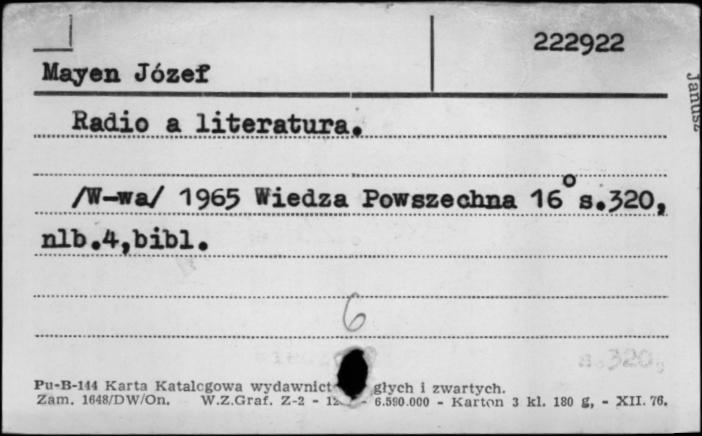 222922
Mayen Józef
Janusz
Radio a literatura.
/W-wa/ 1965 Wiedza Powszechna 16° s.320,
nlb.4,bibl.
6
s.320,
Pu-B-144 Karta Katalogowa wydawnict głych i zwartych.
Zam. 1648/DW/On. W.Z.Graf. Z-2 - 6.590.000 - Karton 3 kl. 180 g, - XII. 76.